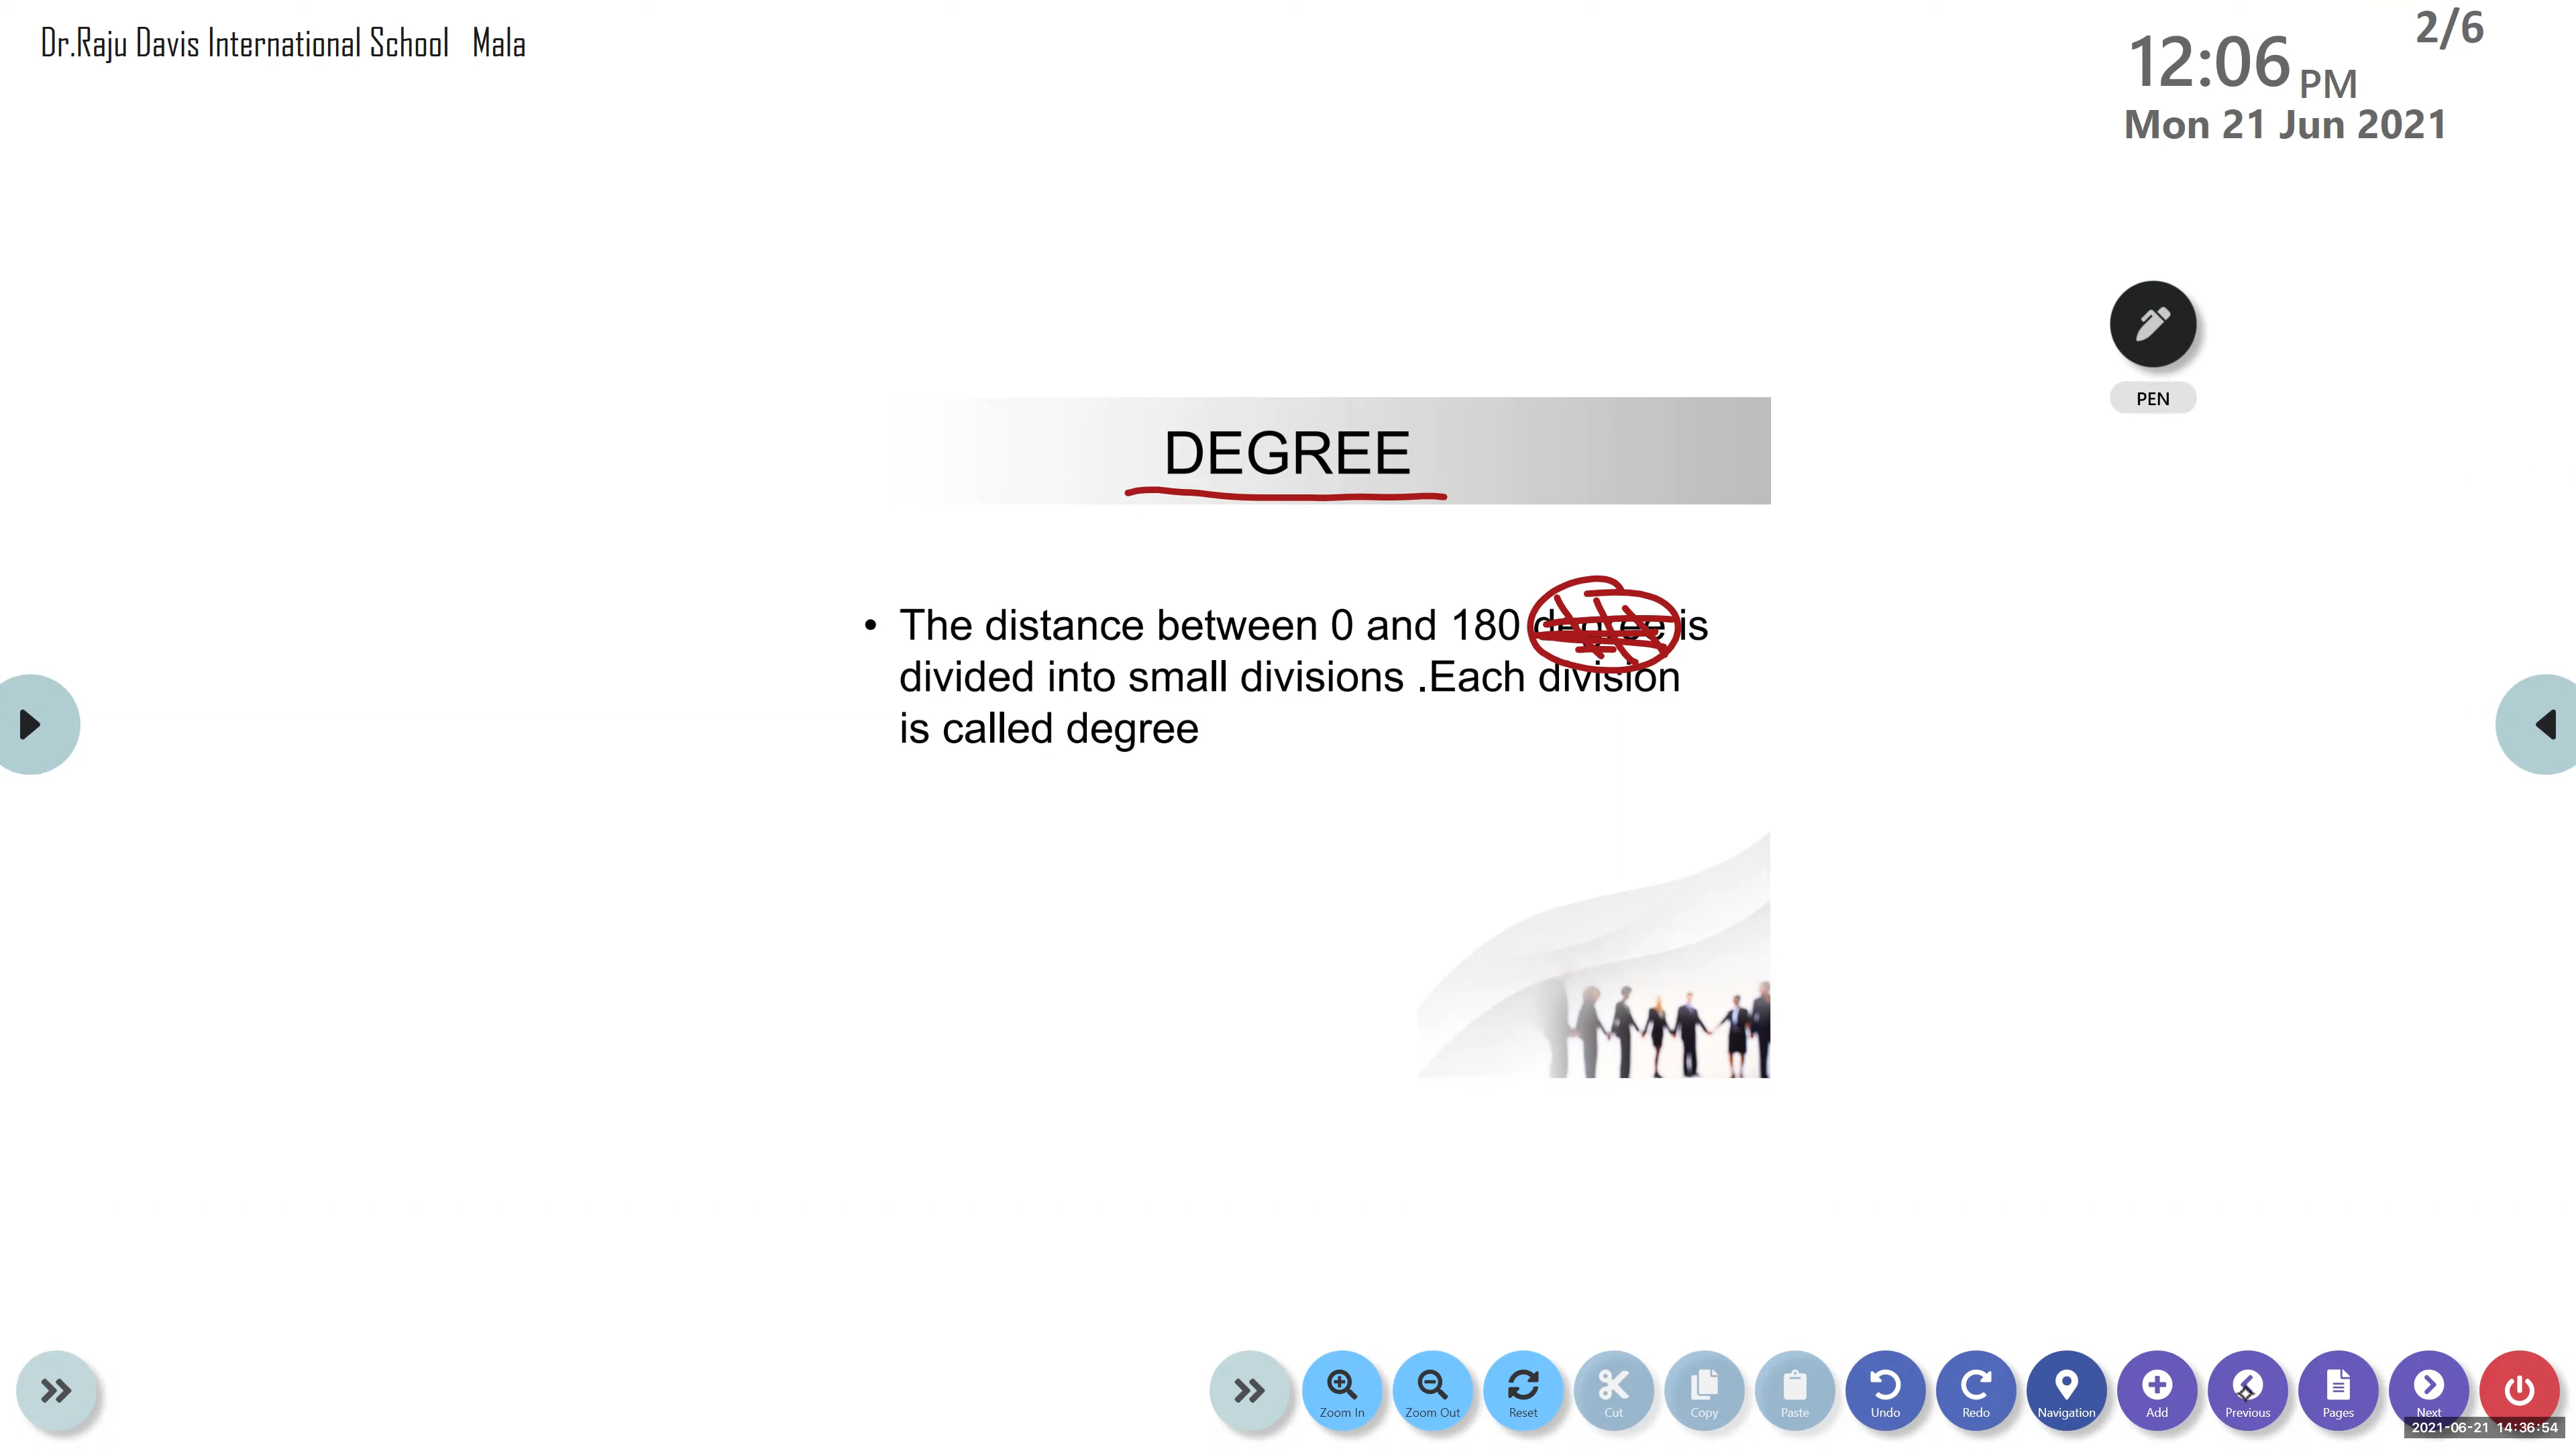 Dr.Raju Davis International School Mala
2/6
12:06 PM
Mon 21 Jun 2021
PEN
DEGREE
• The distance between 0 and 180 degree is
divided into small divisions .Each division
is called degree
Zoom In Zoom Out Reset Cut Copy Paste Undo Redo Navigation Add Previous Pages Next
2021-06-21 14:36:54